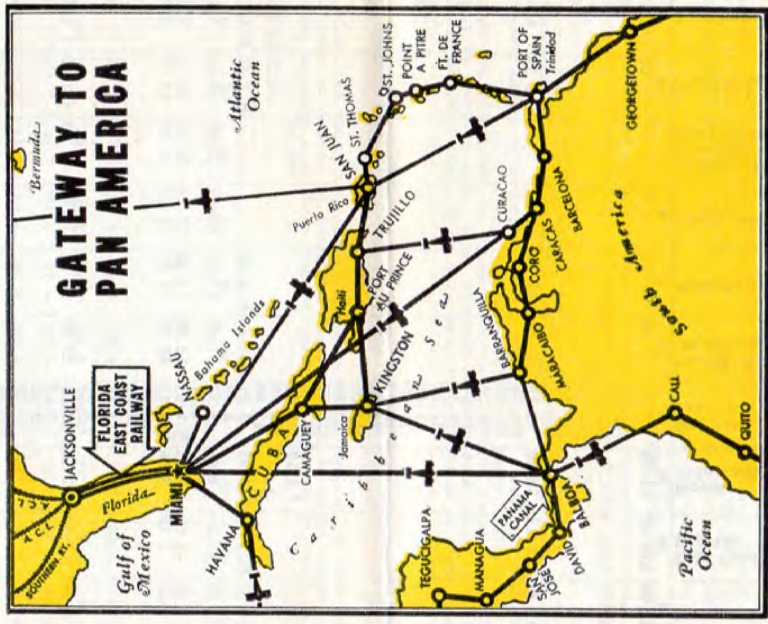 GATEWAY TO
PAN AMERICA
Bermuda
Atlantic
Ocean
JACKSONVILLE
FLORIDA
EAST COAST
RAILWAY
A.C.L.
A.C.L.
SOUTHERN RY.
Florida
MIAMI
Gulf of
Mexico
NASSAU
Bahama Islands
HAVANA
CUBA
CAMAGUEY
Jamaica
KINGSTON
Haiti
PORT
AU PRINCE
TRUJILLO
Puerto Rico
SAN JUAN
ST. THOMAS
ST. JOHNS
POINT
A PITRE
FT. DE
FRANCE
PORT OF
SPAIN
Trinidad
GEORGETOWN
Caribbean Sea
CURACAO
BARCELONA
CARACAS
CORO
MARACAIBO
BARRANQUILLA
South America
TEGUCIGALPA
MANAGUA
SAN
JOSE
DAVID
BALBOA
PANAMA
CANAL
CALI
QUITO
Pacific
Ocean